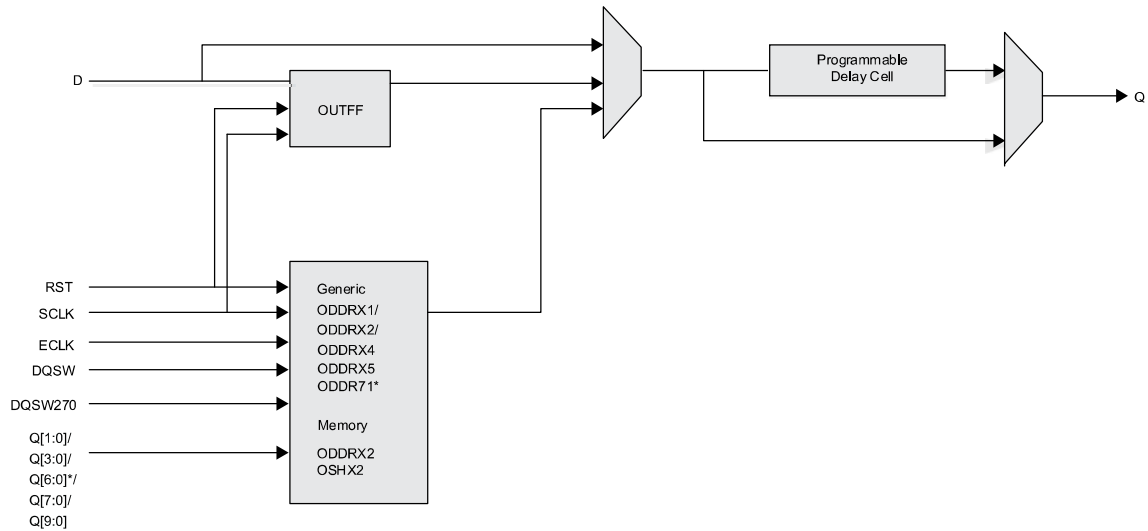 D
OUTFF
Programmable
Delay Cell
Q
RST
SCLK
ECLK
DQSW
DQSW270
Q[1:0]/
Q[3:0]/
Q[6:0]*/
Q[7:0]/
Q[9:0]
Generic
ODDRX1/
ODDRX2/
ODDRX4
ODDRX5
ODDR71*
Memory
ODDRX2
OSHX2